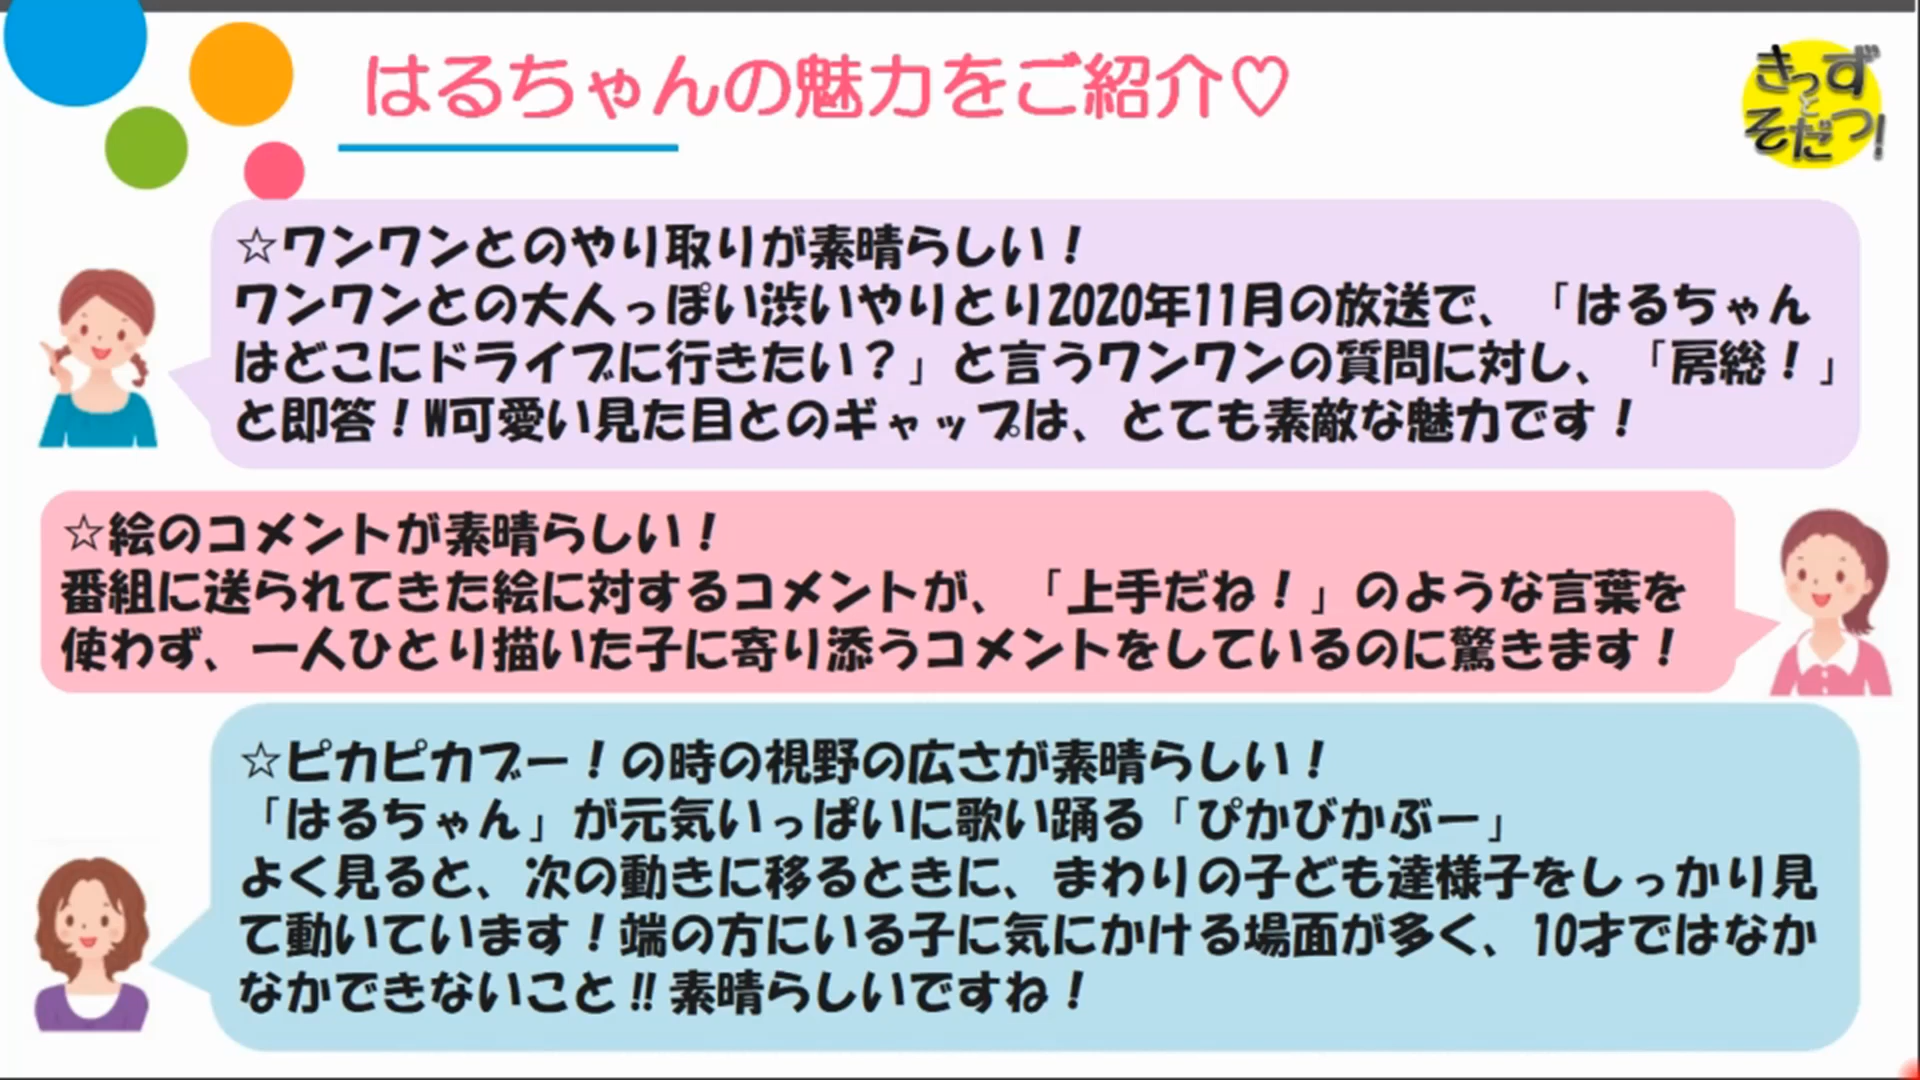 はるちゃんの魅力をご紹介♡
きっず
と
そだつ!
☆ワンワンとのやり取りが素晴らしい！
ワンワンとの大人っぽい渋いやりとり2020年11月の放送で、「はるちゃん
はどこにドライブに行きたい？」と言うワンワンの質問に対し、「房総！」
と即答！W可愛い見た目とのギャップは、とても素敵な魅力です！
☆絵のコメントが素晴らしい！
番組に送られてきた絵に対するコメントが、「上手だね！」のような言葉を
使わず、一人ひとり描いた子に寄り添うコメントをしているのに驚きます！
☆ピカピカブー！の時の視野の広さが素晴らしい！
「はるちゃん」が元気いっぱいに歌い踊る「ぴかびかぶー」
よく見ると、次の動きに移るときに、まわりの子ども達様子をしっかり見
て動いています！端の方にいる子に気にかける場面が多く、10才ではなか
なかできないこと‼素晴らしいですね！